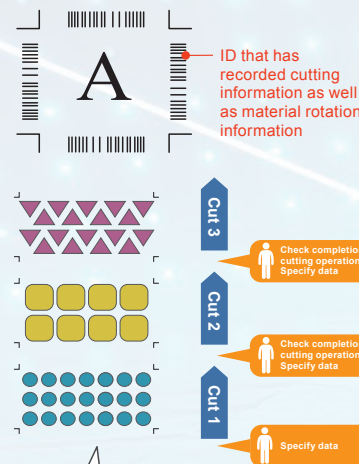 A
ID that has
recorded cutting
information as well
as material rotation
information
Cut 3
Check completion
cutting operation
Specify data
Cut 2
Check completion
cutting operation
Specify data
Cut 1
Specify data